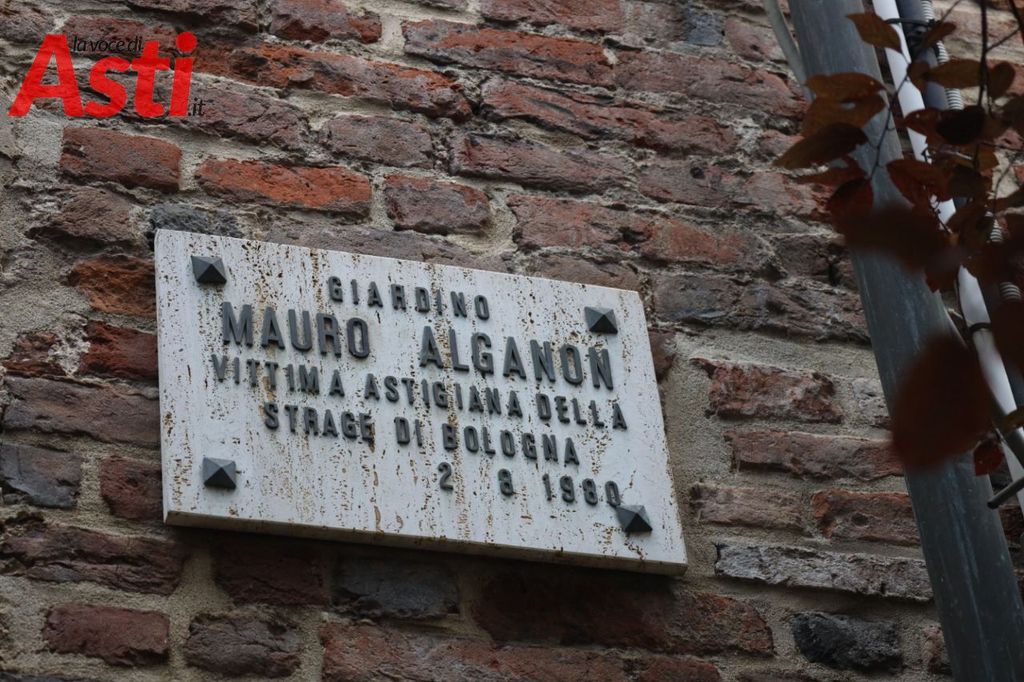 la voce di
Asti.it
GIARDINO
MAURO ALGANON
VITTIMA ASTIGIANA DELLA
STRAGE DI BOLOGNA
2 8 1980